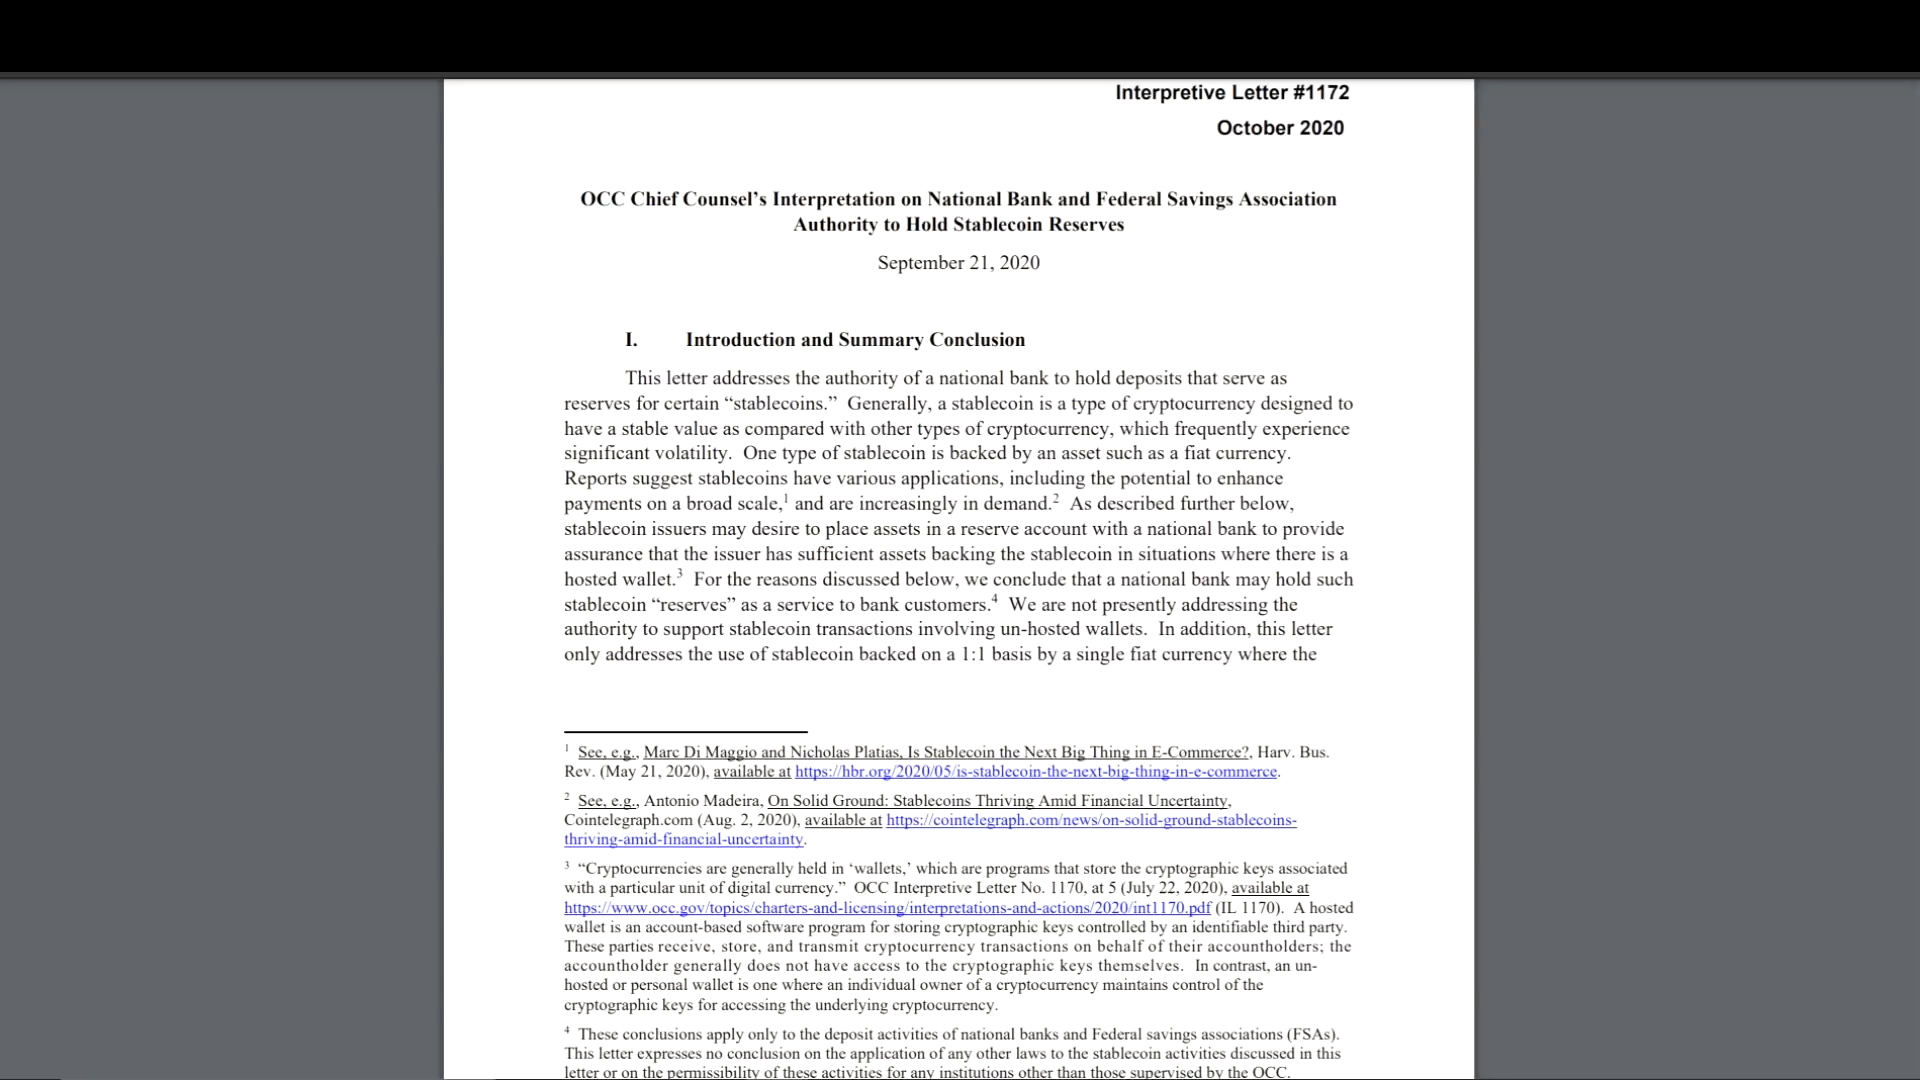 Interpretive Letter #1172
October 2020
OCC Chief Counsel’s Interpretation on National Bank and Federal Savings Association
Authority to Hold Stablecoin Reserves
September 21, 2020
I. Introduction and Summary Conclusion
This letter addresses the authority of a national bank to hold deposits that serve as
reserves for certain “stablecoins.” Generally, a stablecoin is a type of cryptocurrency designed to
have a stable value as compared with other types of cryptocurrency, which frequently experience
significant volatility. One type of stablecoin is backed by an asset such as a fiat currency.
Reports suggest stablecoins have various applications, including the potential to enhance
payments on a broad scale,1 and are increasingly in demand.2 As described further below,
stablecoin issuers may desire to place assets in a reserve account with a national bank to provide
assurance that the issuer has sufficient assets backing the stablecoin in situations where there is a
hosted wallet.3 For the reasons discussed below, we conclude that a national bank may hold such
stablecoin “reserves” as a service to bank customers.4 We are not presently addressing the
authority to support stablecoin transactions involving un-hosted wallets. In addition, this letter
only addresses the use of stablecoin backed on a 1:1 basis by a single fiat currency where the
1 See, e.g., Marc Di Maggio and Nicholas Platias, Is Stablecoin the Next Big Thing in E-Commerce?, Harv. Bus.
Rev. (May 21, 2020), available at https://hbr.org/2020/05/is-stablecoin-the-next-big-thing-in-e-commerce.
2 See, e.g., Antonio Madeira, On Solid Ground: Stablecoins Thriving Amid Financial Uncertainty,
Cointelegraph.com (Aug. 2, 2020), available at https://cointelegraph.com/news/on-solid-ground-stablecoins-
thriving-amid-financial-uncertainty.
3 “Cryptocurrencies are generally held in ‘wallets,’ which are programs that store the cryptographic keys associated
with a particular unit of digital currency.” OCC Interpretive Letter No. 1170, at 5 (July 22, 2020), available at
https://www.occ.gov/topics/charters-and-licensing/interpretations-and-actions/2020/int1170.pdf (IL 1170). A hosted
wallet is an account-based software program for storing cryptographic keys controlled by an identifiable third party.
These parties receive, store, and transmit cryptocurrency transactions on behalf of their accountholders; the
accountholder generally does not have access to the cryptographic keys themselves. In contrast, an un-
hosted or personal wallet is one where an individual owner of a cryptocurrency maintains control of the
cryptographic keys for accessing the underlying cryptocurrency.
4 These conclusions apply only to the deposit activities of national banks and Federal savings associations (FSAs).
This letter expresses no conclusion on the application of any other laws to the stablecoin activities discussed in this
letter or on the permissibility of these activities for any institutions other than those supervised by the OCC.